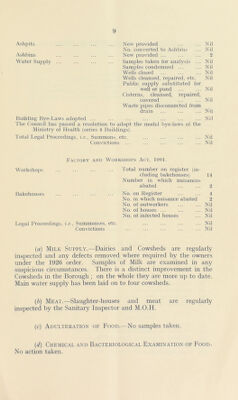 9
Ashpits ... New provided ... Nil
No. converted to Ashbins ... Nil
Ashbins ... New provided ... 2
Water Supply ... Samples taken for analysis ... Nil
Samples condemned ... Nil
Wells closed ... Nil
Wells cleansed, repaired, etc. Nil
Public supply substituted for
well or pond ... Nil
Cisterns, cleansed, repaired,
covered Nil
Waste pipes disconnected from
drain ... Nil
Building Bye-Laws adopted ... Nil
The Council has passed a resolution to adopt the model bye-laws of the
Ministry of Health (series 4 Buildings).
Total Legal Proceedings, i.e., Summons, etc. Nil
Convictions ... Nil
FACTORY AND WORKSHOPS ACT, 1901.
Workshops ... Total number on register (in-
cluding bakehouses) 14
Number in which nuisances
abated ... 4
Bakehouses ... No. on Register ...
No. in which nuisance abated 2
No. of outworkers ... Nil
No. of houses ... Nil
No. of infected houses ... Nil
Legal Proceedings, i.e., Summonses, etc. Nil
Convictions Nil
(a) MILK SUPPLY.—Dairies and Cowsheds are regularly
inspected and any defects removed where required by the owners
under the 1926 order. Samples of Milk are examined in any
suspicious circumstances. There is a distinct improvement in the
Cowsheds in the Borough ; on the whole they are more up to date.
Main water supply has been laid on to four cowsheds.
(b) MEAT.—Slaughter-houses and meat are regularly
inspected by the Sanitary Inspector and M.O.H.
(c) ADULTERATION OF FOOD.—No samples taken.
(d) CHEMICAL AND BACTERIOLOGICAL EXAMINATION OF FOOD.
No action taken.